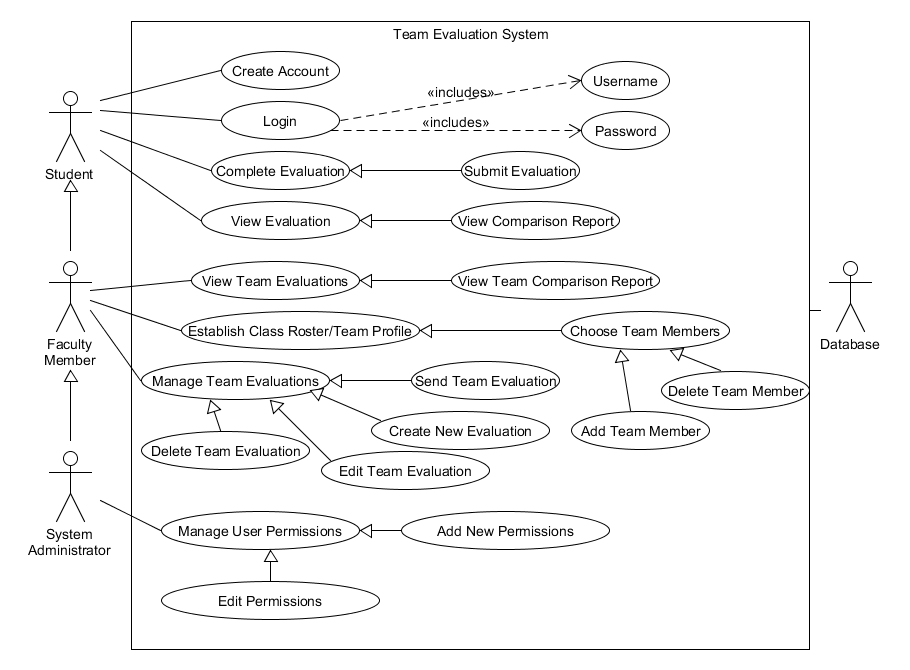 Team Evaluation System
Create Account
Username
«includes»
Login
«includes»
Password
Student
Complete Evaluation
Submit Evaluation
View Evaluation
View Comparison Report
View Team Evaluations
View Team Comparison Report
Establish Class Roster/Team Profile
Choose Team Members
Faculty
Member
Database
Manage Team Evaluations
Send Team Evaluation
Delete Team Member
Create New Evaluation
Add Team Member
Delete Team Evaluation
Edit Team Evaluation
System
Administrator
Manage User Permissions
Add New Permissions
Edit Permissions